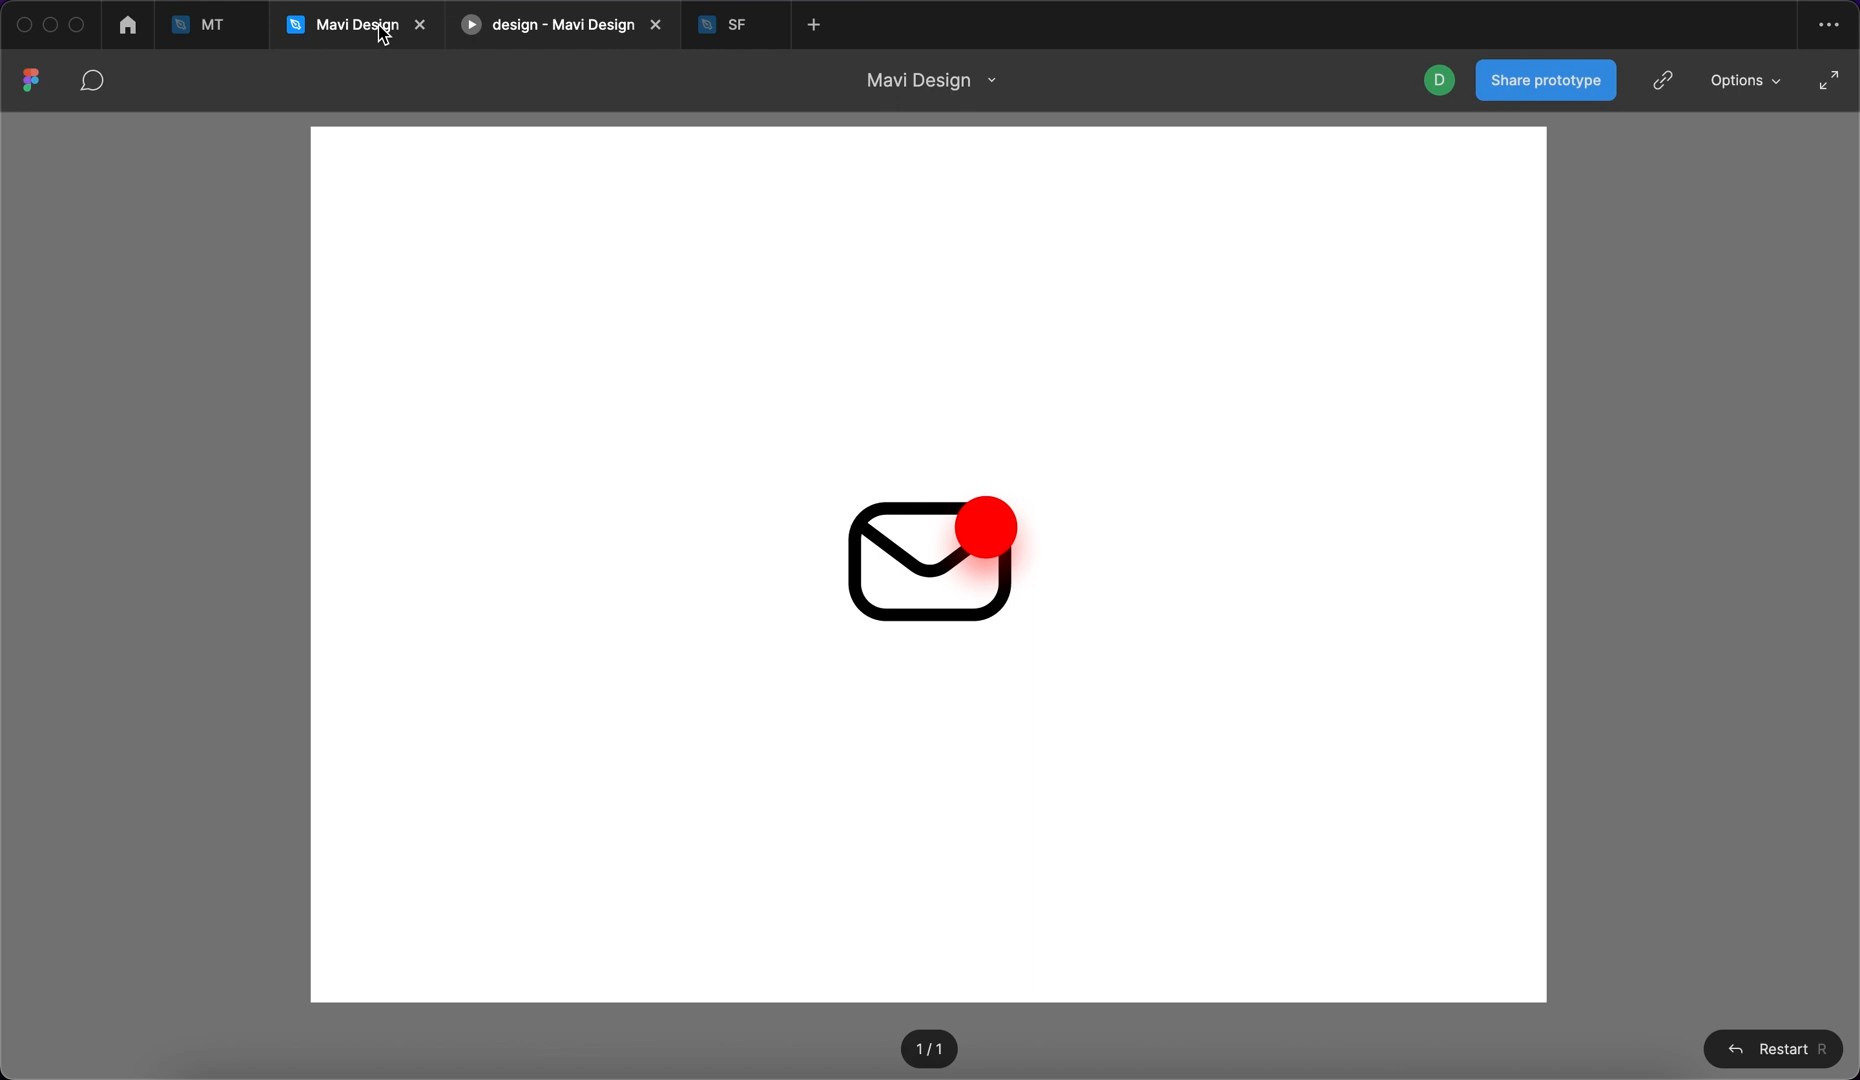 MT
Mavi Design
design - Mavi Design
SF
Mavi Design
D
Share prototype
Options
1 / 1
Restart R